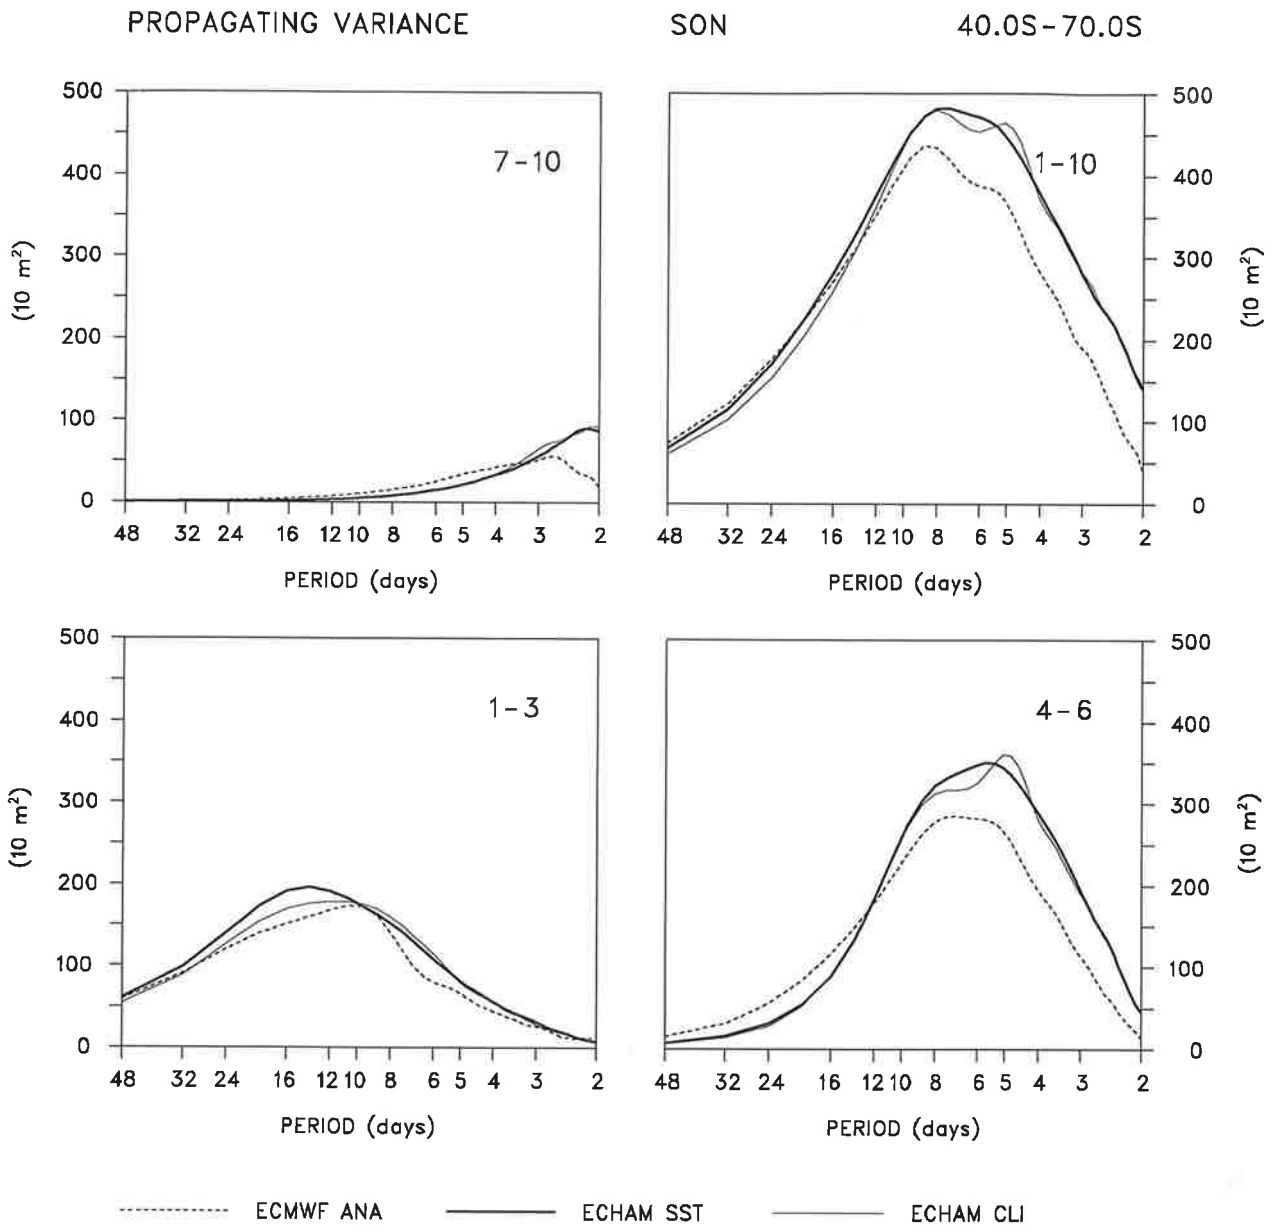 PROPAGATING VARIANCE SON 40.0S-70.0S
500 500
7-10 1-10
400 400
300 300
(10 m²) (10 m²)
200 200
100 100
0 0
48 32 24 16 12 10 8 6 5 4 3 2 48 32 24 16 12 10 8 6 5 4 3 2
PERIOD (days) PERIOD (days)
500 500
1-3 4-6
400 400
300 300
(10 m²) (10 m²)
200 200
100 100
0 0
48 32 24 16 12 10 8 6 5 4 3 2 48 32 24 16 12 10 8 6 5 4 3 2
PERIOD (days) PERIOD (days)
ECMWF ANA ECHAM SST ECHAM CLI